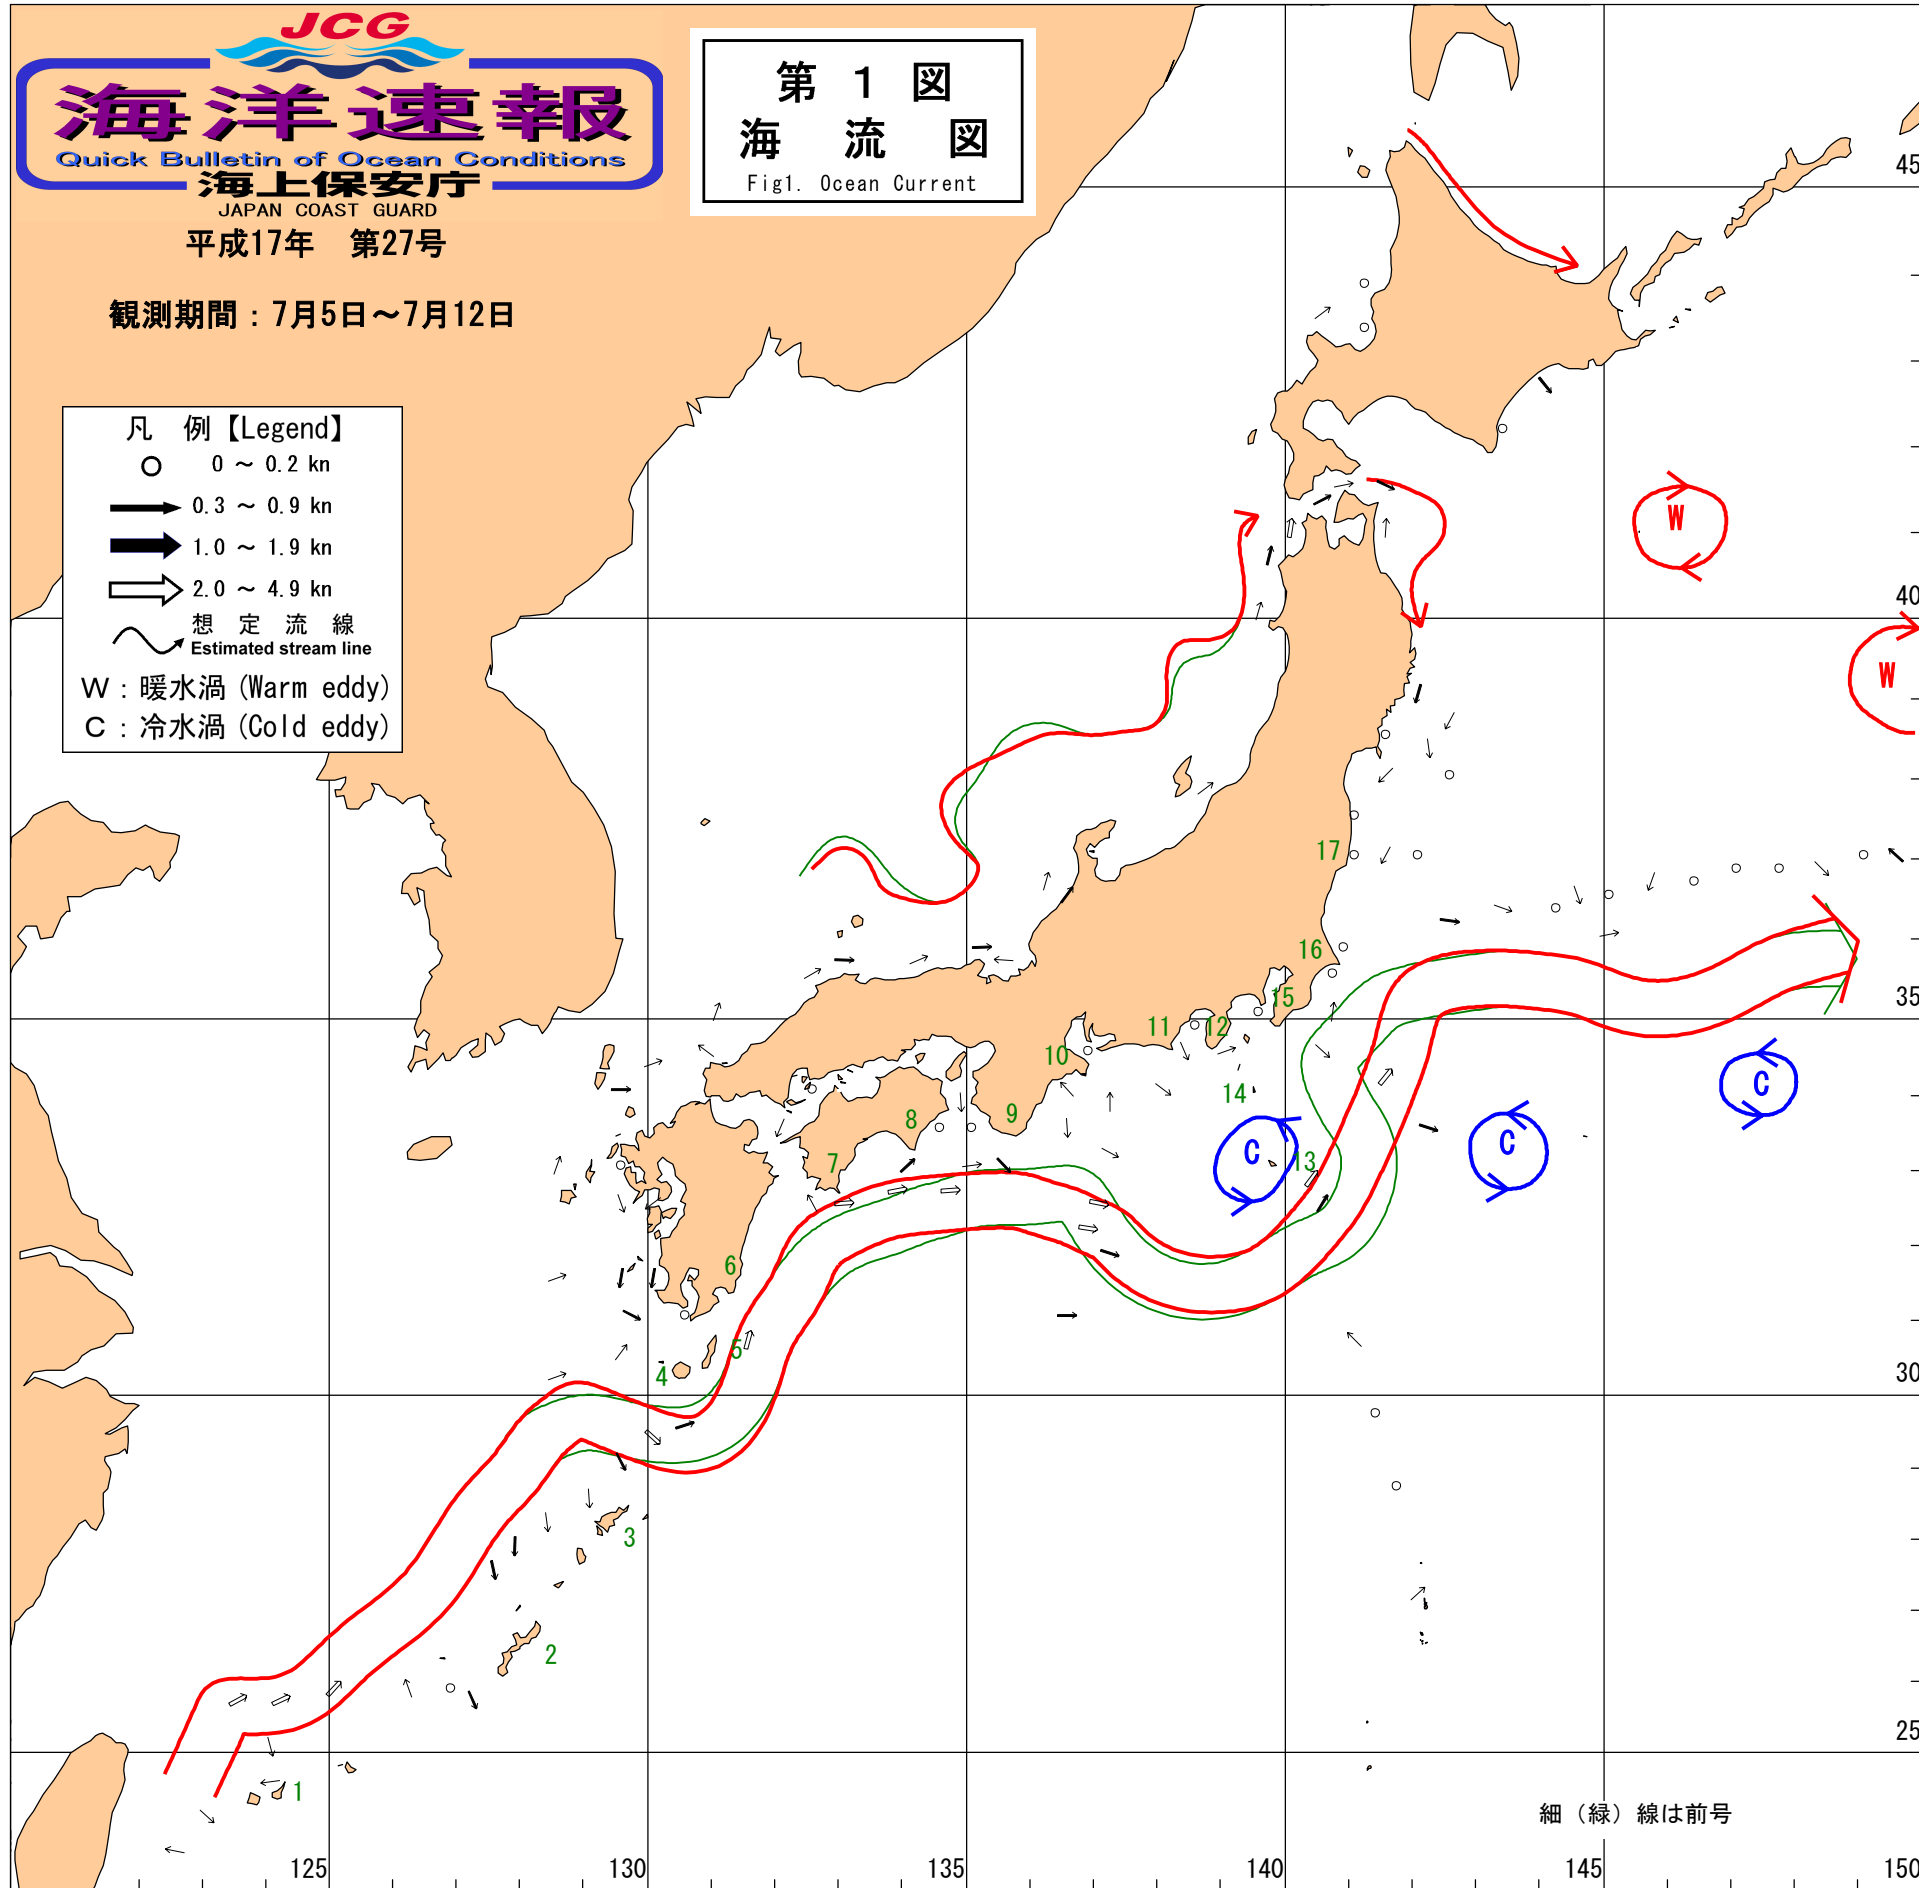 JCG
海洋速報
Quick Bulletin of Ocean Conditions
海上保安庁
JAPAN COAST GUARD
平成17年 第27号
観測期間：7月5日～7月12日
第 1 図
海 流 図
Fig1. Ocean Current
凡 例【Legend】
0 ～ 0.2 kn
0.3 ～ 0.9 kn
1.0 ～ 1.9 kn
2.0 ～ 4.9 kn
想 定 流 線
Estimated stream line
W：暖水渦(Warm eddy)
C：冷水渦(Cold eddy)
45
W
40
W
17
16
15
35
11
12
10
14
C
8
9
C
C
13
7
6
5
4
30
3
2
25
1
細（緑）線は前号
125
130
135
140
145
150